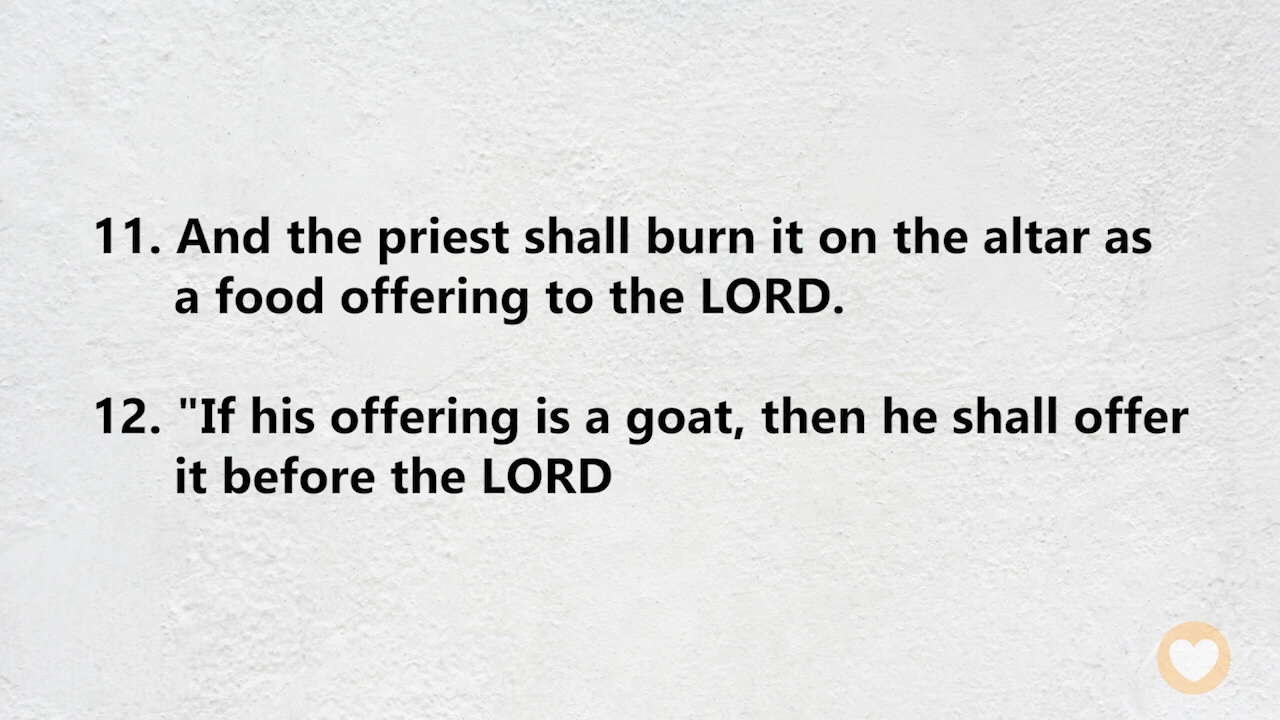 11. And the priest shall burn it on the altar as
a food offering to the LORD.
12. "If his offering is a goat, then he shall offer
it before the LORD